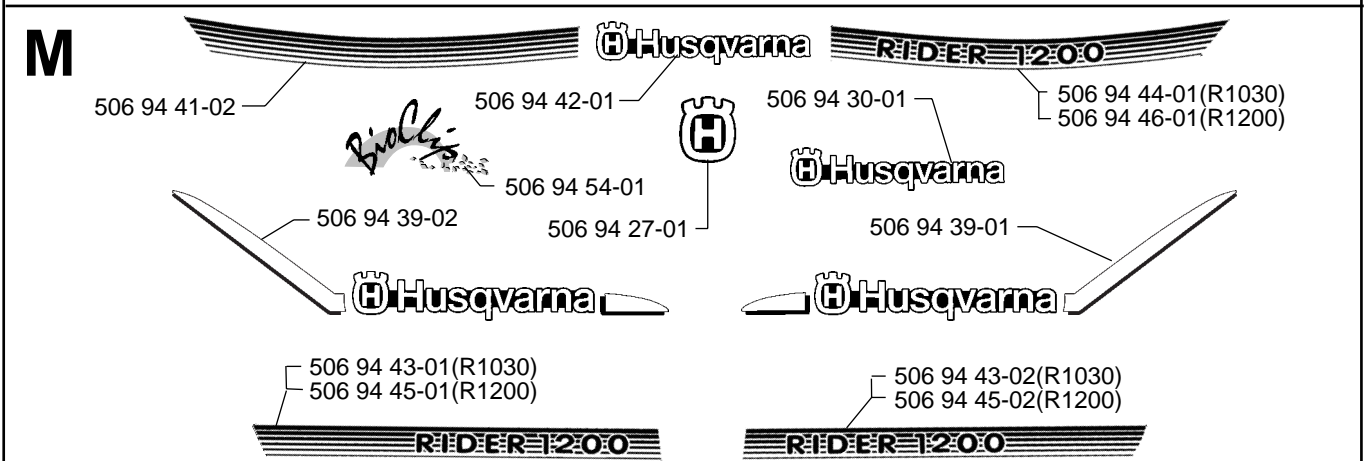 M
H Husqvarna
RIDER 1200
506 94 41-02
506 94 42-01
506 94 30-01
506 94 44-01(R1030)
506 94 46-01(R1200)
BioClip
H
H Husqvarna
506 94 54-01
506 94 39-02
506 94 27-01
506 94 39-01
H Husqvarna
H Husqvarna
506 94 43-01(R1030)
506 94 45-01(R1200)
506 94 43-02(R1030)
506 94 45-02(R1200)
RIDER 1200
RIDER 1200